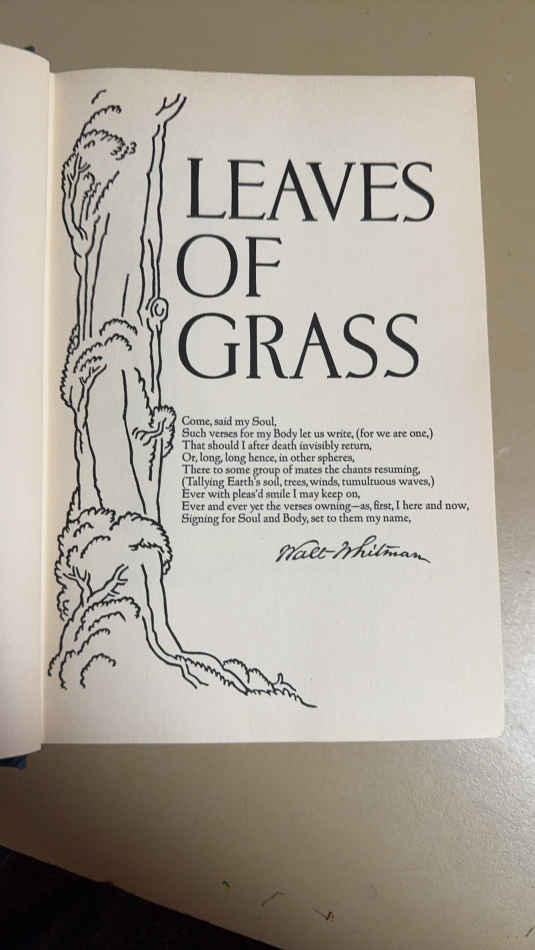 LEAVES
OF
GRASS
Come, said my Soul,
Such verses for my Body let us write, (for we are one,)
That should I after death invisibly return,
Or, long, long hence, in other spheres,
There to some group of mates the chants resuming,
(Tallying Earth's soil, trees, winds, tumultuous waves,)
Ever with pleas'd smile I may keep on,
Ever and ever yet the verses owning—as, first, I here and now,
Signing for Soul and Body, set to them my name,
Walt Whitman